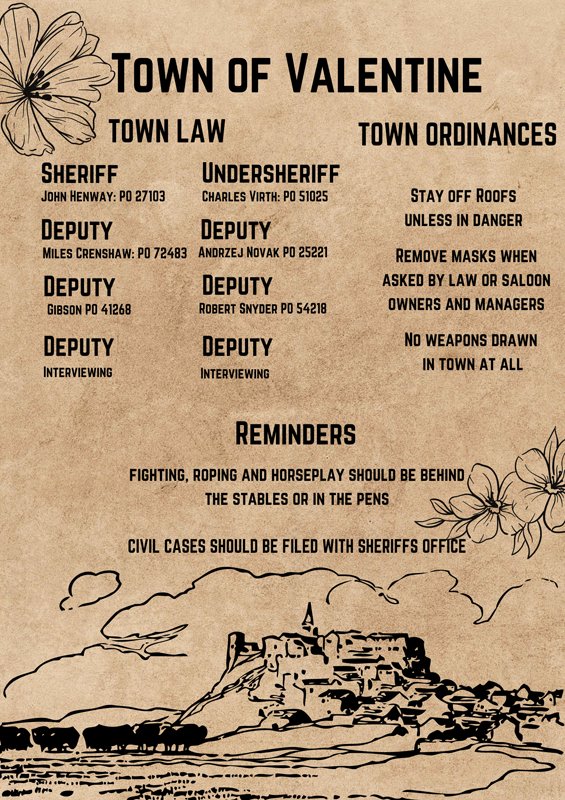 Town of Valentine
Town Law
Sheriff
John Henway: PO 27103
Undersheriff
Charles Virth: PO 51025
Deputy
Miles Crenshaw: PO 72483
Deputy
Andrzej Novak PO 25221
Deputy
Gibson PO 41268
Deputy
Robert Snyder PO 54218
Deputy
Interviewing
Deputy
Interviewing
Town Ordinances
Stay off Roofs
unless in danger
Remove masks when
asked by law or saloon
owners and managers
No weapons drawn
in town at all
Reminders
fighting, roping and horseplay should be behind
the stables or in the pens
civil cases should be filed with sheriffs office